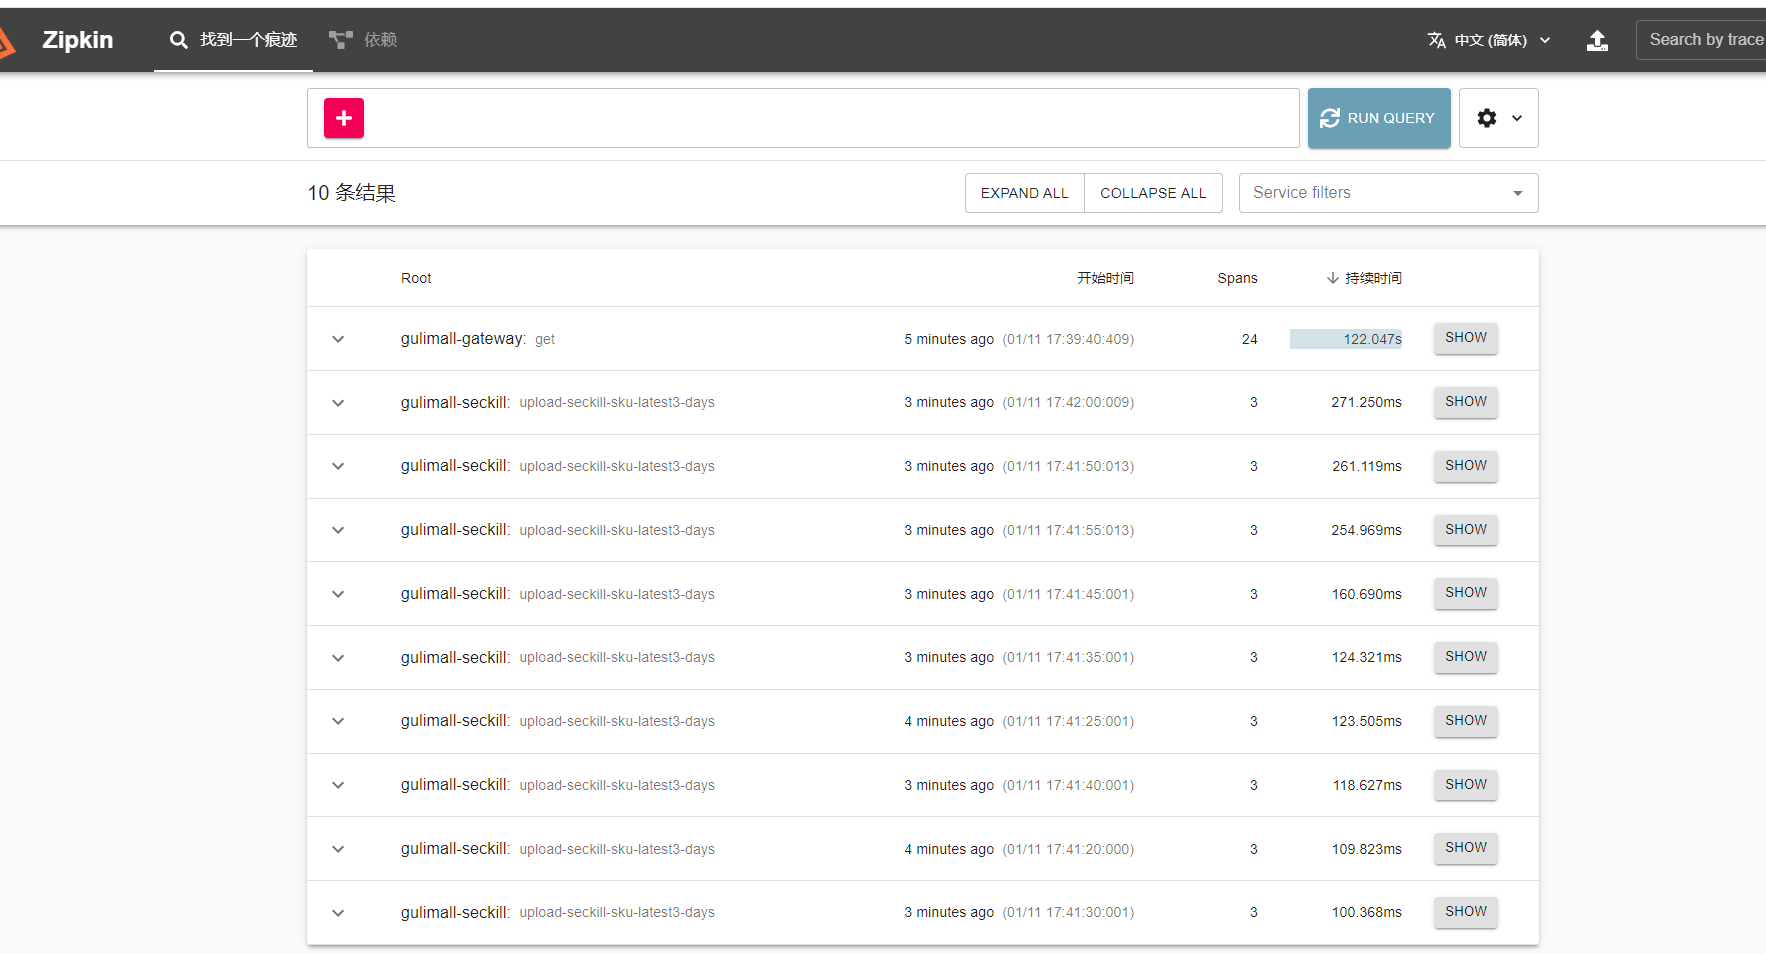 Zipkin 找到一个痕迹 依赖 中文 (简体) Search by trace
RUN QUERY
10 条结果 EXPAND ALL COLLAPSE ALL Service filters
Root 开始时间 Spans 持续时间
gulimall-gateway: get 5 minutes ago (01/11 17:39:40:409) 24 122.047s SHOW
gulimall-seckill: upload-seckill-sku-latest3-days 3 minutes ago (01/11 17:42:00:009) 3 271.250ms SHOW
gulimall-seckill: upload-seckill-sku-latest3-days 3 minutes ago (01/11 17:41:50:013) 3 261.119ms SHOW
gulimall-seckill: upload-seckill-sku-latest3-days 3 minutes ago (01/11 17:41:55:013) 3 254.969ms SHOW
gulimall-seckill: upload-seckill-sku-latest3-days 3 minutes ago (01/11 17:41:45:001) 3 160.690ms SHOW
gulimall-seckill: upload-seckill-sku-latest3-days 3 minutes ago (01/11 17:41:35:001) 3 124.321ms SHOW
gulimall-seckill: upload-seckill-sku-latest3-days 4 minutes ago (01/11 17:41:25:001) 3 123.505ms SHOW
gulimall-seckill: upload-seckill-sku-latest3-days 3 minutes ago (01/11 17:41:40:001) 3 118.627ms SHOW
gulimall-seckill: upload-seckill-sku-latest3-days 4 minutes ago (01/11 17:41:20:000) 3 109.823ms SHOW
gulimall-seckill: upload-seckill-sku-latest3-days 3 minutes ago (01/11 17:41:30:001) 3 100.368ms SHOW